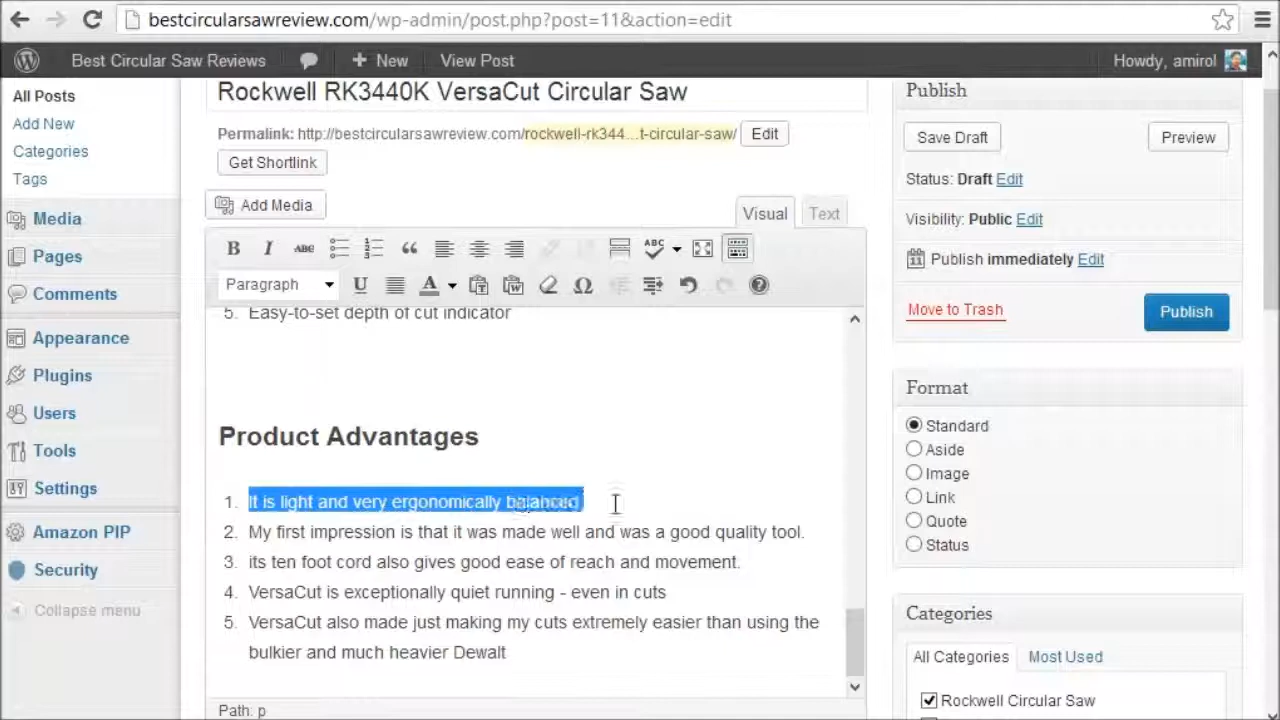 bestcircularsawreview.com/wp-admin/post.php?post=11&action=edit
Best Circular Saw Reviews
New
View Post
Howdy, amirol
All Posts
Add New
Categories
Tags
Media
Pages
Comments
Appearance
Plugins
Users
Tools
Settings
Amazon PIP
Security
Collapse menu
Rockwell RK3440K VersaCut Circular Saw
Permalink: http://bestcircularsawreview.com/rockwell-rk344...t-circular-saw/ Edit
Get Shortlink
Add Media
Visual Text
B I ABC ABC
Paragraph U A
5. Easy-to-set depth of cut indicator
Product Advantages
1. It is light and very ergonomically balanced
2. My first impression is that it was made well and was a good quality tool.
3. its ten foot cord also gives good ease of reach and movement.
4. VersaCut is exceptionally quiet running - even in cuts
5. VersaCut also made just making my cuts extremely easier than using the
bulkier and much heavier Dewalt
Path: p
Publish
Save Draft Preview
Status: Draft Edit
Visibility: Public Edit
Publish immediately Edit
Move to Trash Publish
Format
Standard
Aside
Image
Link
Quote
Status
Categories
All Categories Most Used
Rockwell Circular Saw